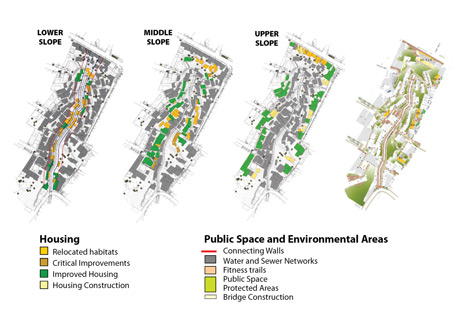 LOWER
SLOPE
MIDDLE
SLOPE
UPPER
SLOPE
Housing
Relocated habitats
Critical Improvements
Improved Housing
Housing Construction
Public Space and Environmental Areas
Connecting Walls
Water and Sewer Networks
Fitness trails
Public Space
Protected Areas
Bridge Construction